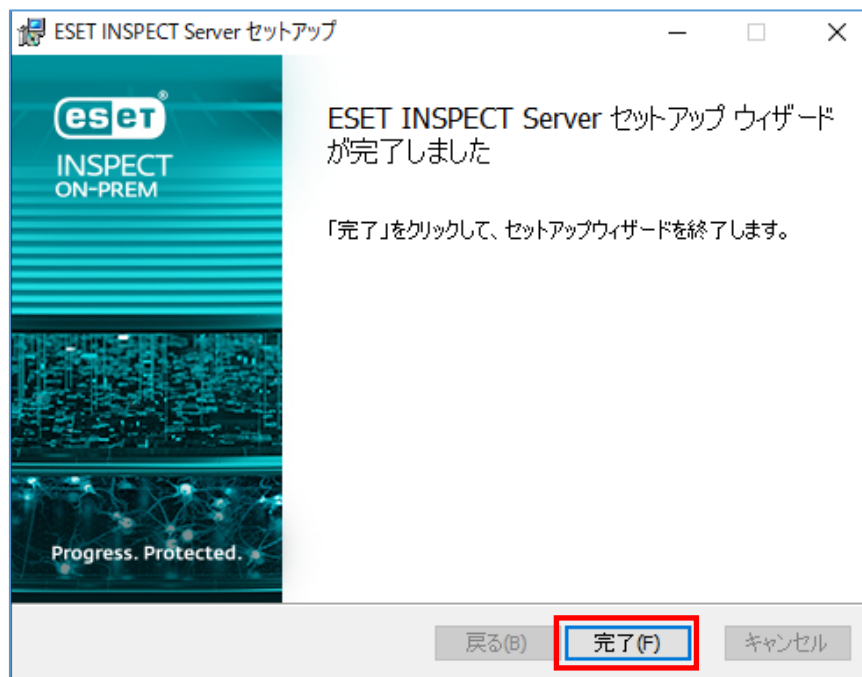 ESET INSPECT Server セットアップ
eset®
INSPECT
ON-PREM
ESET INSPECT Server セットアップ ウィザード
が完了しました
「完了」をクリックして、セットアップウィザードを終了します。
Progress. Protected.
戻る(B) 完了(F) キャンセル